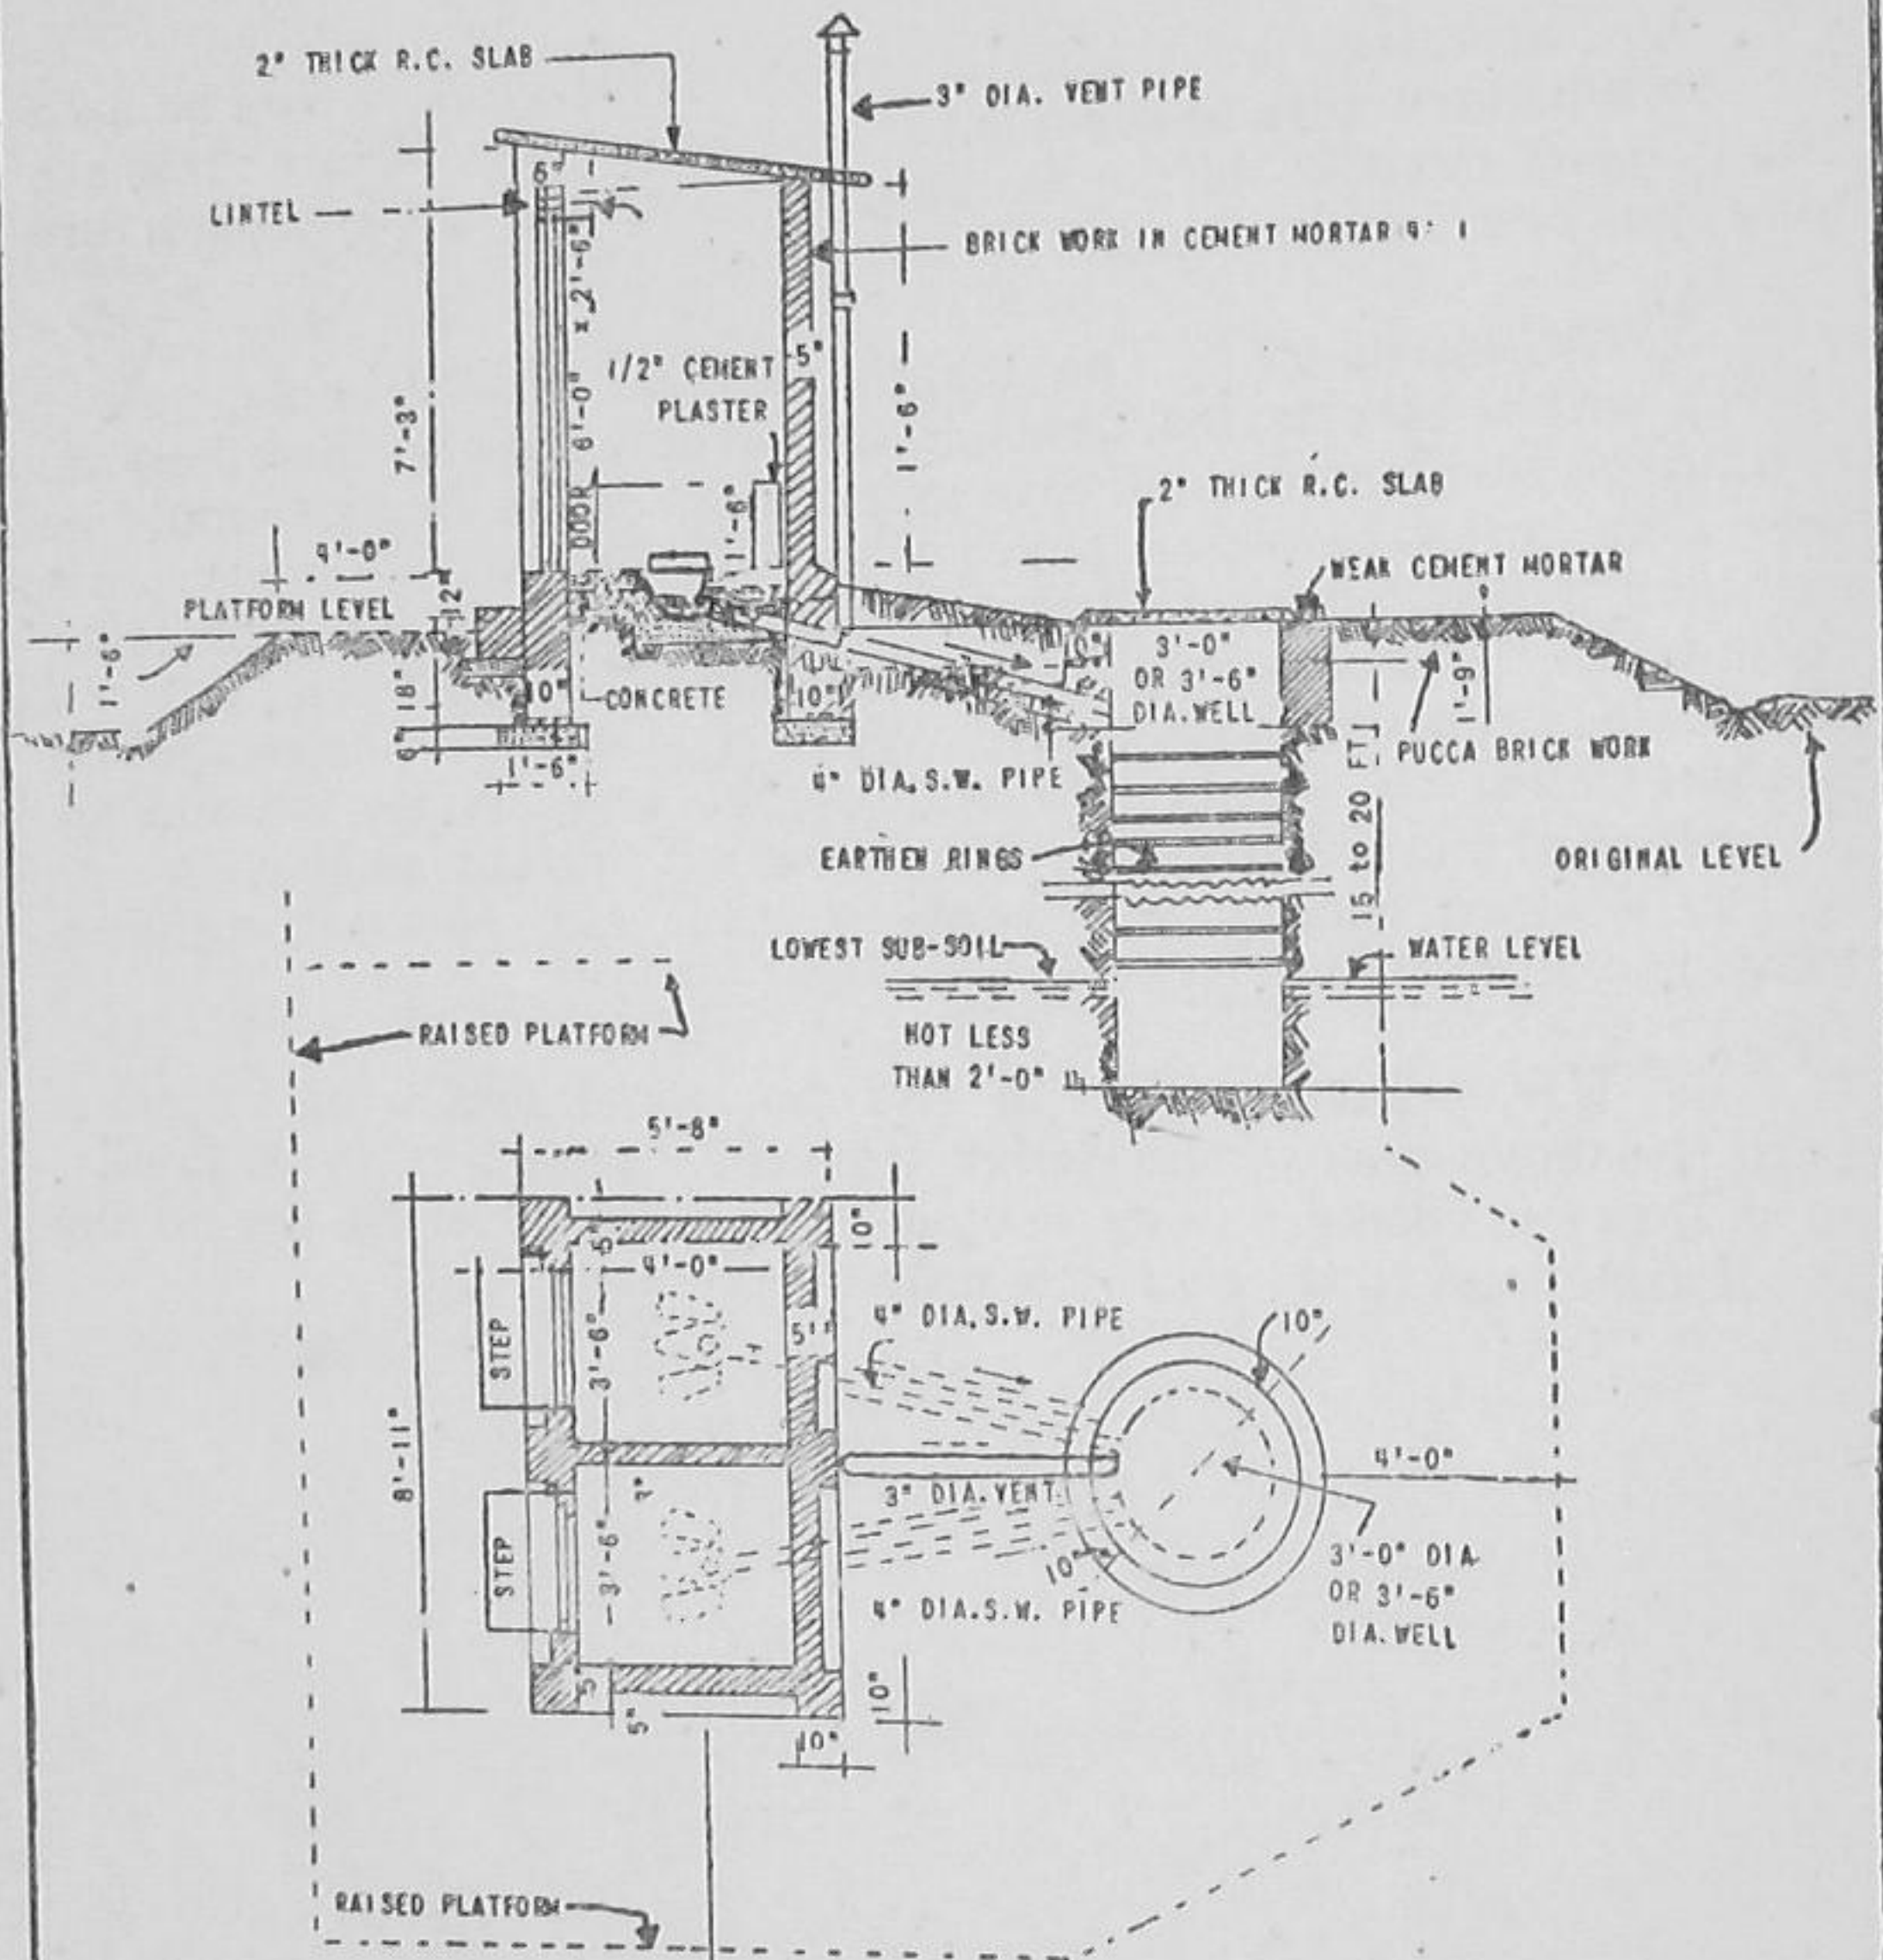 2" THICK R.C. SLAB
3" DIA. VENT PIPE
6"
LINTEL
BRICK WORK IN CEMENT MORTAR 4: 1
DOOR 6'-0" x 2'-6"
5"
1/2" CEMENT
PLASTER
7'-3"
1'-6"
1'-6"
2" THICK R.C. SLAB
4'-0"
WEAK CEMENT MORTAR
PLATFORM LEVEL
12"
1'-6"
18"
6"
10"
CONCRETE
10"
1'-6"
3'-0"
OR 3'-6"
DIA. WELL
1'-9"
PUCCA BRICK WORK
4" DIA. S.W. PIPE
15 to 20 FT
EARTHEN RINGS
ORIGINAL LEVEL
LOWEST SUB-SOIL
WATER LEVEL
RAISED PLATFORM
NOT LESS
THAN 2'-0"
5'-8"
10"
5"
4'-0"
STEP
3'-6"
5"
4" DIA. S.W. PIPE
10"
8'-11"
4'-0"
3" DIA. VENT
STEP
3'-6"
10"
3'-0" DIA
OR 3'-6"
DIA. WELL
4" DIA. S.W. PIPE
5"
5"
10"
10"
RAISED PLATFORM